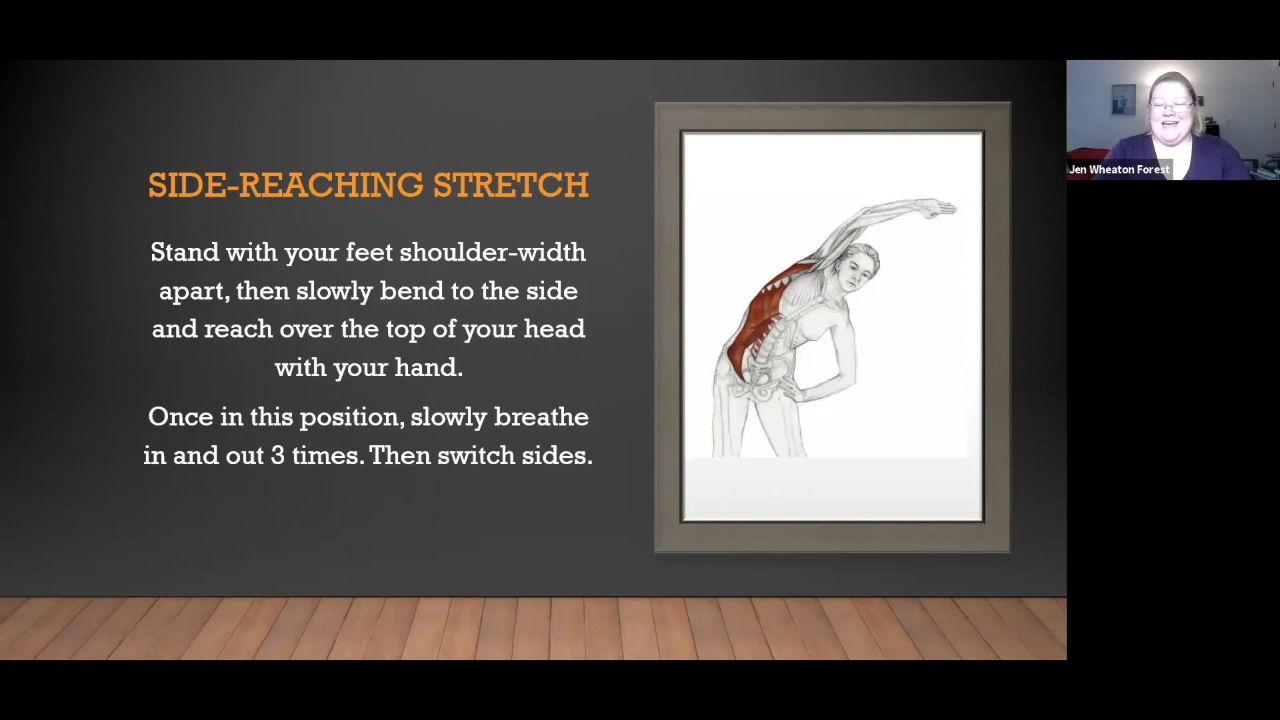 SIDE-REACHING STRETCH
Stand with your feet shoulder-width
apart, then slowly bend to the side
and reach over the top of your head
with your hand.
Once in this position, slowly breathe
in and out 3 times. Then switch sides.
Jen Wheaton Forest